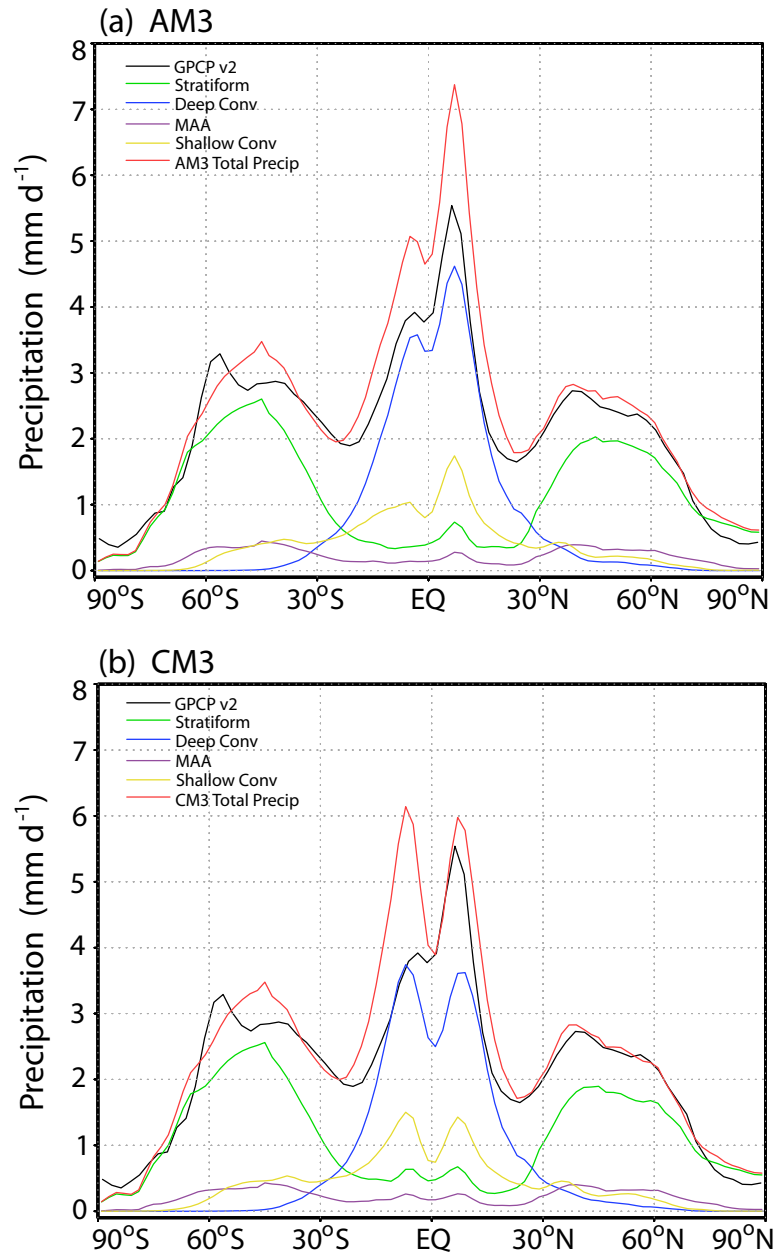 (a) AM3
8
7
6
5
4
3
2
1
0
Precipitation (mm d-1)
GPCP v2
Stratiform
Deep Conv
MAA
Shallow Conv
AM3 Total Precip
90°S 60°S 30°S EQ 30°N 60°N 90°N
(b) CM3
8
7
6
5
4
3
2
1
0
Precipitation (mm d-1)
GPCP v2
Stratiform
Deep Conv
MAA
Shallow Conv
CM3 Total Precip
90°S 60°S 30°S EQ 30°N 60°N 90°N